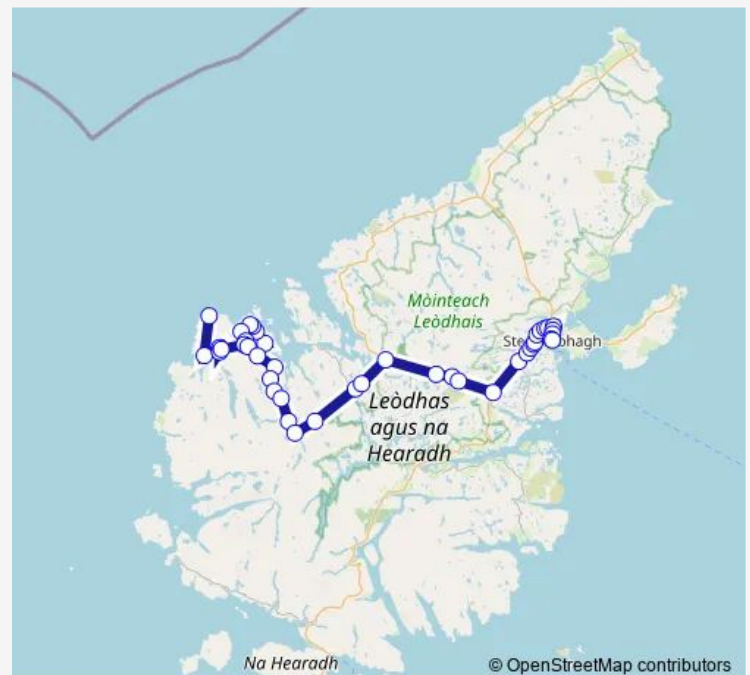 Mòinteach
Leòdhais
Leòdhas
agus na
Hearadh
Na Hearadh
© OpenStreetMap contributors